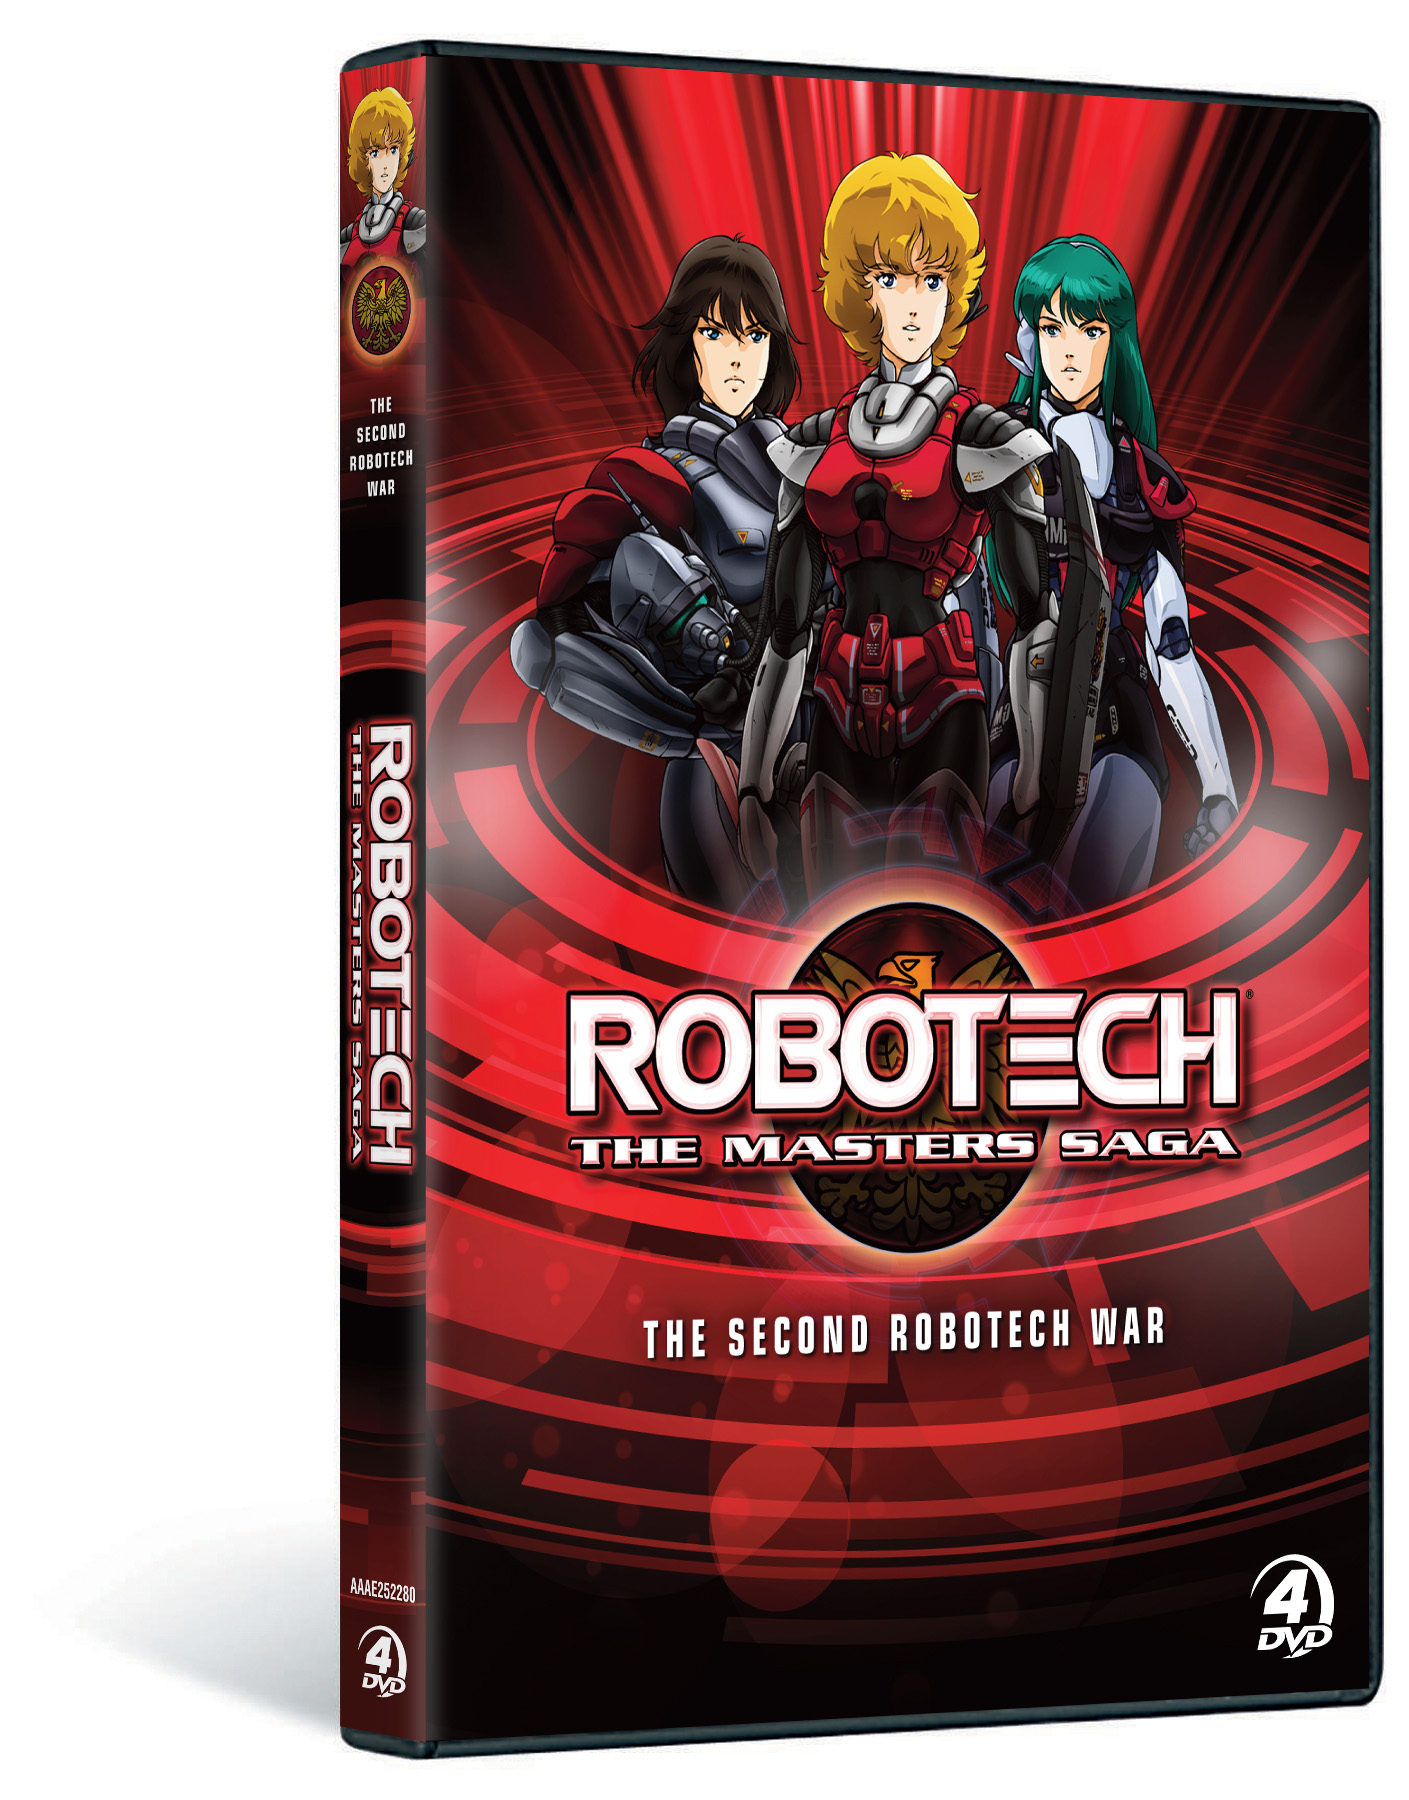 THE
SECOND
ROBOTECH
WAR
ROBOTECH
THE MASTERS SAGA
AAAE252280
4
DVD
ROBOTECH®
THE MASTERS SAGA
THE SECOND ROBOTECH WAR
4
DVD